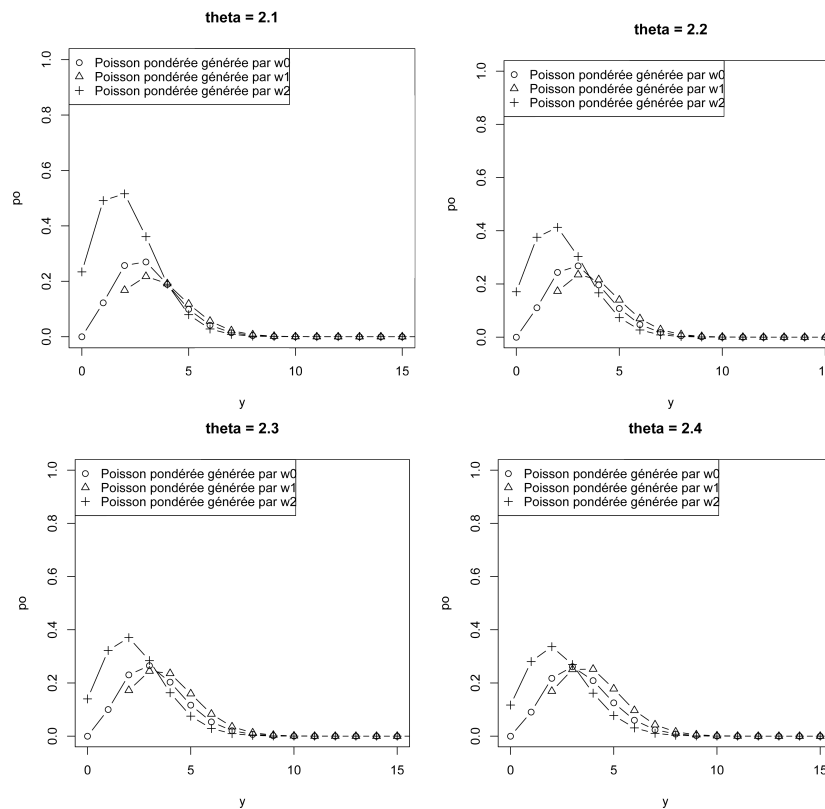 theta = 2.1
Poisson pondérée générée par w0
Poisson pondérée générée par w1
Poisson pondérée générée par w2
po
0.0 0.2 0.4 0.6 0.8 1.0
0 5 10 15
y
theta = 2.2
Poisson pondérée générée par w0
Poisson pondérée générée par w1
Poisson pondérée générée par w2
po
0.0 0.2 0.4 0.6 0.8 1.0
0 5 10
y
theta = 2.3
Poisson pondérée générée par w0
Poisson pondérée générée par w1
Poisson pondérée générée par w2
po
0.0 0.2 0.4 0.6 0.8 1.0
0 5 10 15
y
theta = 2.4
Poisson pondérée générée par w0
Poisson pondérée générée par w1
Poisson pondérée générée par w2
po
0.0 0.2 0.4 0.6 0.8 1.0
0 5 10 15
y